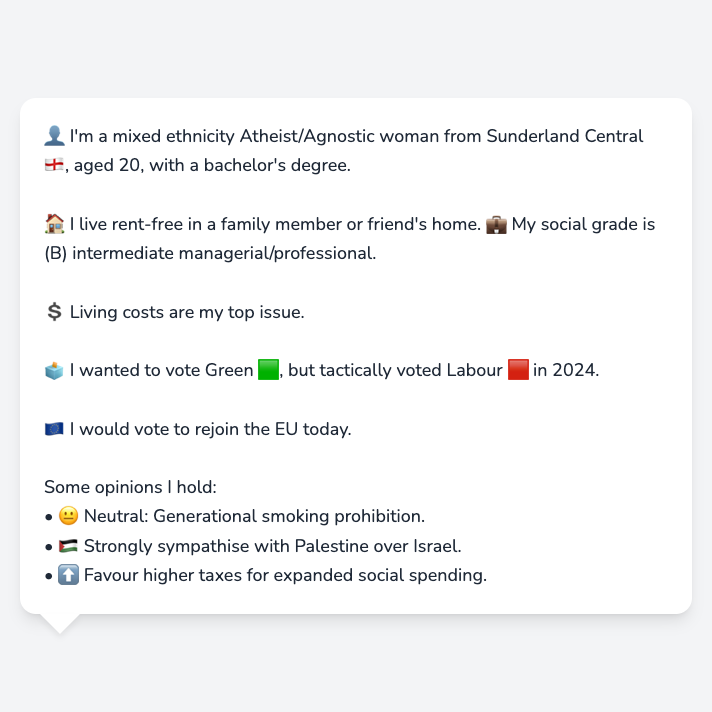 👤 I'm a mixed ethnicity Atheist/Agnostic woman from Sunderland Central
🏴󠁧󠁢󠁥󠁮󠁧󠁿, aged 20, with a bachelor's degree.
🏠 I live rent-free in a family member or friend's home. 💼 My social grade is
(B) intermediate managerial/professional.
💲 Living costs are my top issue.
🗳️ I wanted to vote Green 🟩, but tactically voted Labour 🟥 in 2024.
🇪🇺 I would vote to rejoin the EU today.
Some opinions I hold:
• 😐 Neutral: Generational smoking prohibition.
• 🇵🇸 Strongly sympathise with Palestine over Israel.
• ⬆️ Favour higher taxes for expanded social spending.